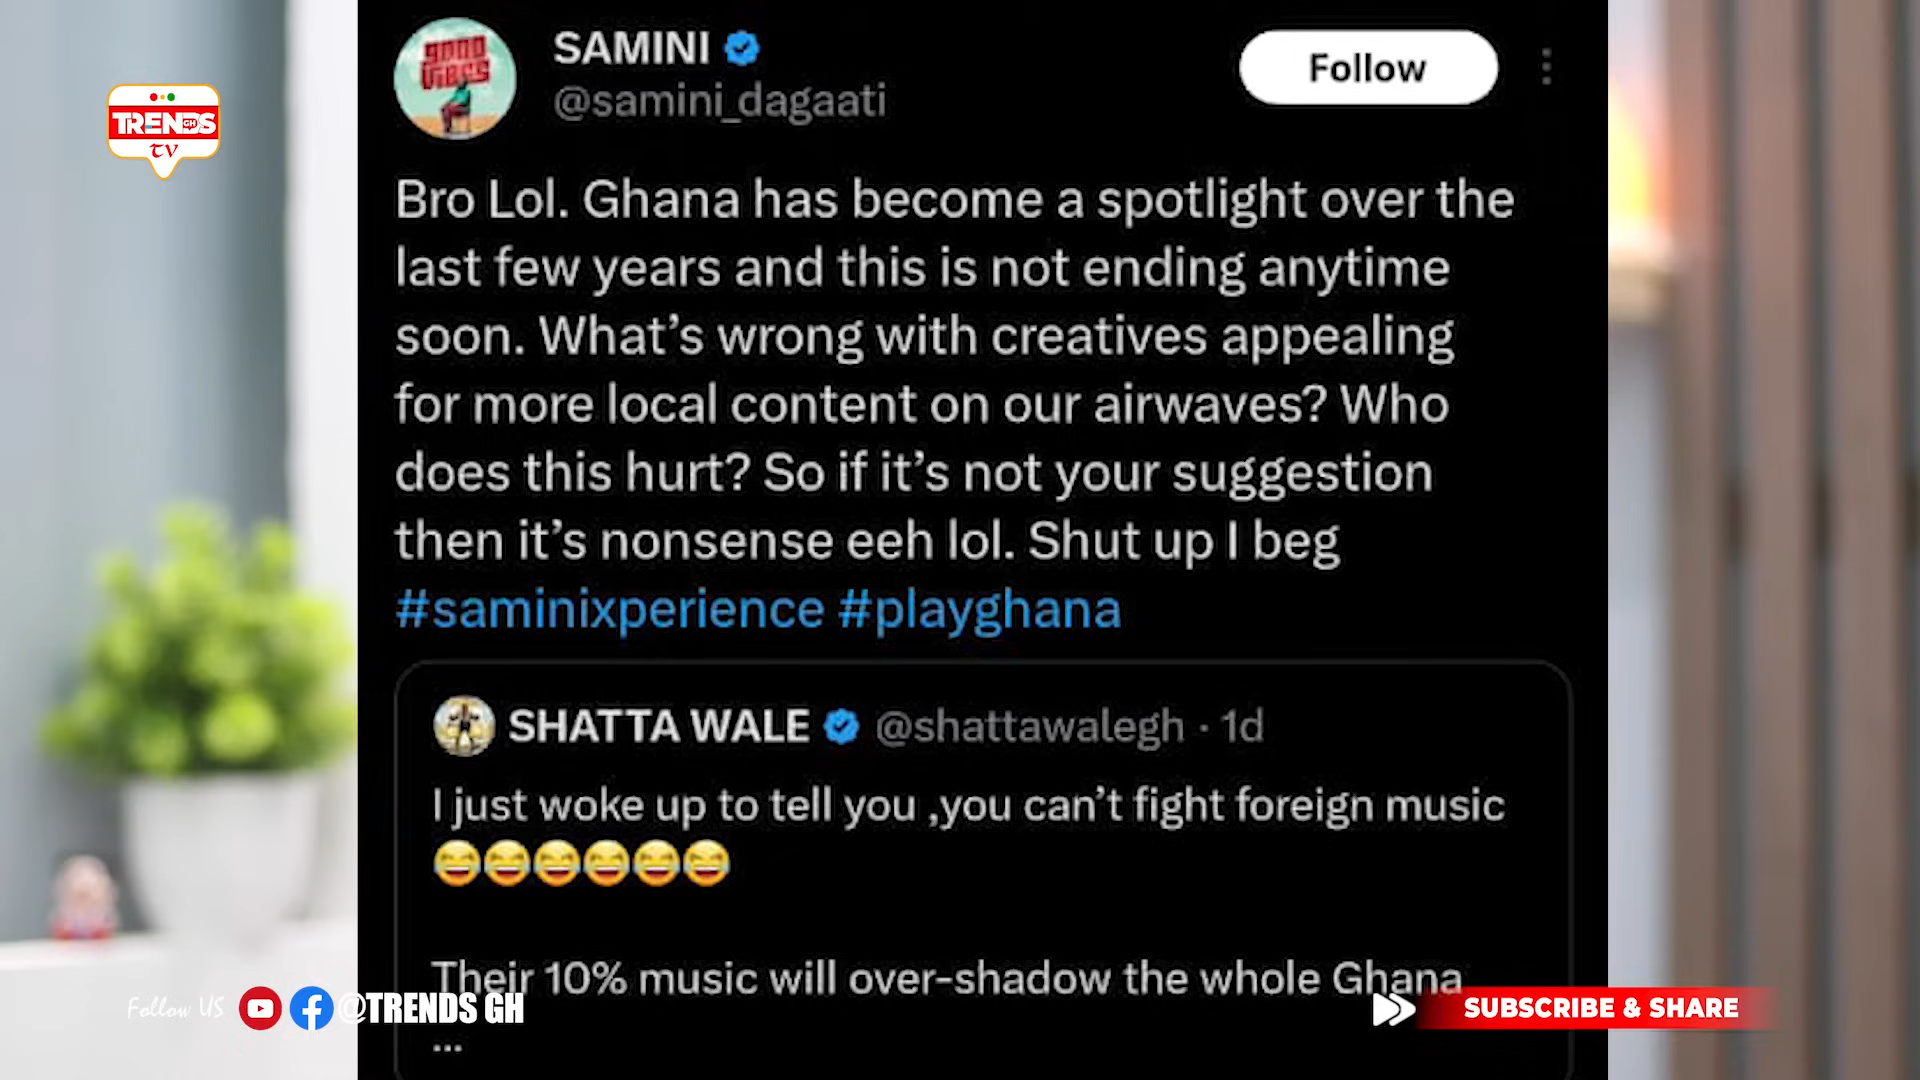 SAMINI
@samini_dagaati
Follow
TRENDS GH
TV
GOOD
VIBES
Bro Lol. Ghana has become a spotlight over the
last few years and this is not ending anytime
soon. What’s wrong with creatives appealing
for more local content on our airwaves? Who
does this hurt? So if it’s not your suggestion
then it’s nonsense eeh lol. Shut up I beg
#saminixperience #playghana
SHATTA WALE @shattawalegh · 1d
I just woke up to tell you ,you can’t fight foreign music
😂😂😂😂😂😂
Their 10% music will over-shadow the whole Ghana
...
Follow US @TRENDS GH
SUBSCRIBE & SHARE